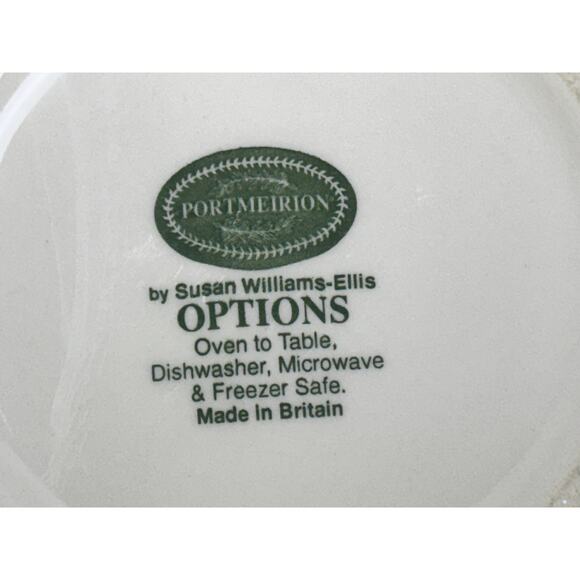 PORTMEIRION®
by Susan Williams-Ellis
OPTIONS
Oven to Table,
Dishwasher, Microwave
& Freezer Safe.
Made in Britain